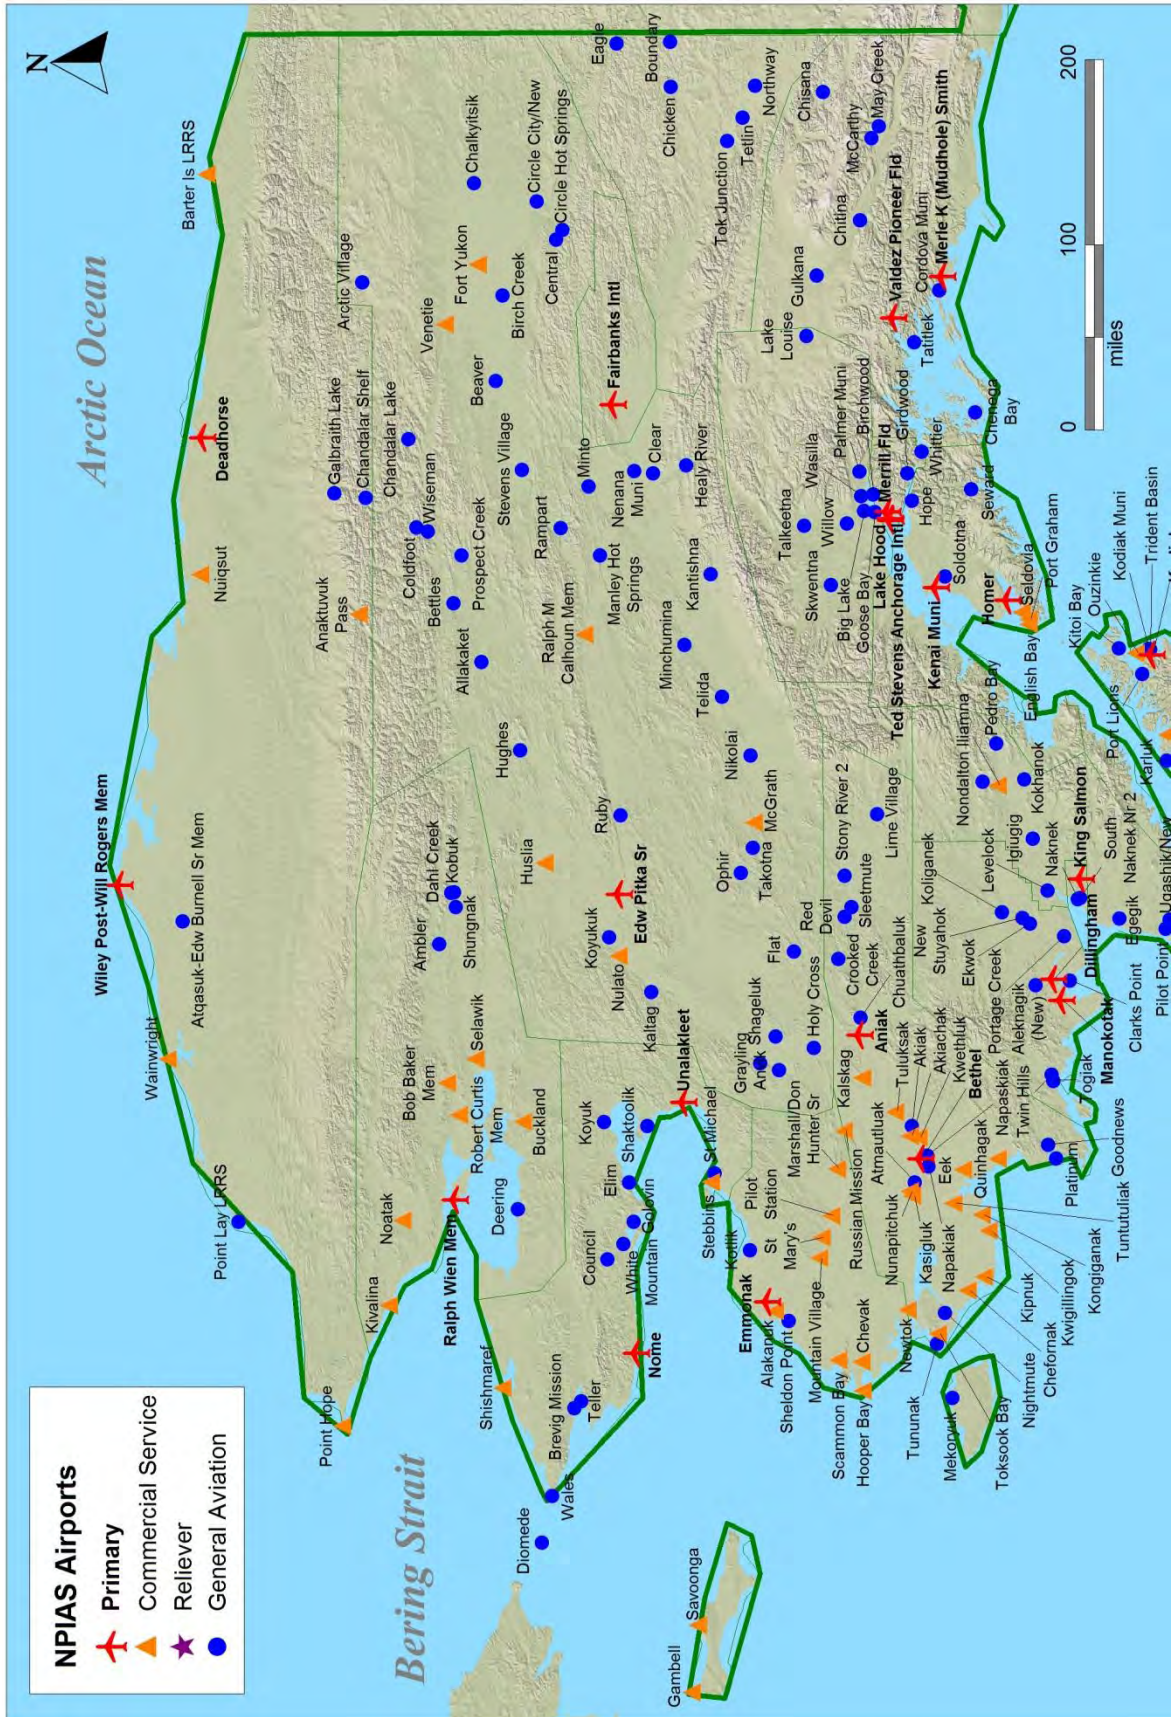 NPIAS Airports
Primary
Commercial Service
Reliever
General Aviation
N
Arctic Ocean
Bering Strait
0
100
200
miles
Wiley Post-Will Rogers Mem
Barter Is LRRS
Deadhorse
Nuiqsut
Atqasuk-Edw Burnell Sr Mem
Wainwright
Point Lay LRRS
Point Hope
Kivalina
Noatak
Ralph Wien Mem
Bob Baker
Mem
Robert Curtis
Mem
Selawik
Buckland
Deering
Shishmaref
Brevig Mission
Teller
Wales
Diomede
Gambell
Savoonga
Nome
Council
White
Mountain
Golovin
Elim
Koyuk
Shaktoolik
Unalakleet
St Michael
Stebbins
Kotlik
Emmonak
Alakanuk
Sheldon Point
Arctic Village
Galbraith Lake
Chandalar Shelf
Chandalar Lake
Anaktuvuk
Pass
Wiseman
Coldfoot
Bettles
Prospect Creek
Allakaket
Hughes
Huslia
Dahl Creek
Kobuk
Ambler
Shungnak
Venetie
Fort Yukon
Chalkyitsik
Birch Creek
Beaver
Stevens Village
Circle City/New
Circle Hot Springs
Central
Eagle
Boundary
Chicken
Northway
Tetlin
Tok Junction
Fairbanks Intl
Rampart
Minto
Nenana
Muni
Clear
Healy River
Manley Hot
Springs
Ralph M
Calhoun Mem
Kantishna
Minchumina
Telida
Nikolai
McGrath
Takotna
Ophir
Ruby
Edw Pitka Sr
Koyukuk
Nulato
Kaltag
Flat
Shageluk
Grayling
Anvik
Holy Cross
Red
Devil
Stony River 2
Sleetmute
Crooked
Creek
Chuathbaluk
Aniak
Kalskag
Lime Village
Chisana
McCarthy
May Creek
Chitina
Gulkana
Lake
Louise
Valdez Pioneer Fld
Merle K (Mudhole) Smith
Cordova Muni
Tatitlek
Chenega
Bay
Whittier
Girdwood
Birchwood
Palmer Muni
Wasilla
Talkeetna
Willow
Skwentna
Big Lake
Goose Bay
Lake Hood
Merrill Fld
Ted Stevens Anchorage Intl
Hope
Seward
Soldotna
Kenai Muni
Homer
Seldovia
Port Graham
English Bay
Kitoi Bay
Ouzinkie
Kodiak Muni
Trident Basin
Port Lions
Karluk
Pedro Bay
Nondalton
Iliamna
Kokhanok
Igiugig
Levelock
Koliganek
New
Stuyahok
Ekwok
Portage Creek
Aleknagik
(New)
Naknek
King Salmon
South
Naknek Nr 2
Egegik
Ugashik/New
Pilot Point
Clarks Point
Dillingham
Manokotak
Togiak
Twin Hills
Goodnews
Platinum
Quinhagak
Eek
Napaskiak
Bethel
Kwethluk
Akiachak
Akiak
Tuluksak
Atmautluak
Nunapitchuk
Kasigluk
Napakiak
Tuntutuliak
Kongiganak
Kwigillingok
Kipnuk
Chefornak
Nightmute
Toksook Bay
Mekoryuk
Tununak
Newtok
Chevak
Hooper Bay
Scammon Bay
Mountain Village
St
Mary's
Pilot
Station
Marshall/Don
Hunter Sr
Russian Mission